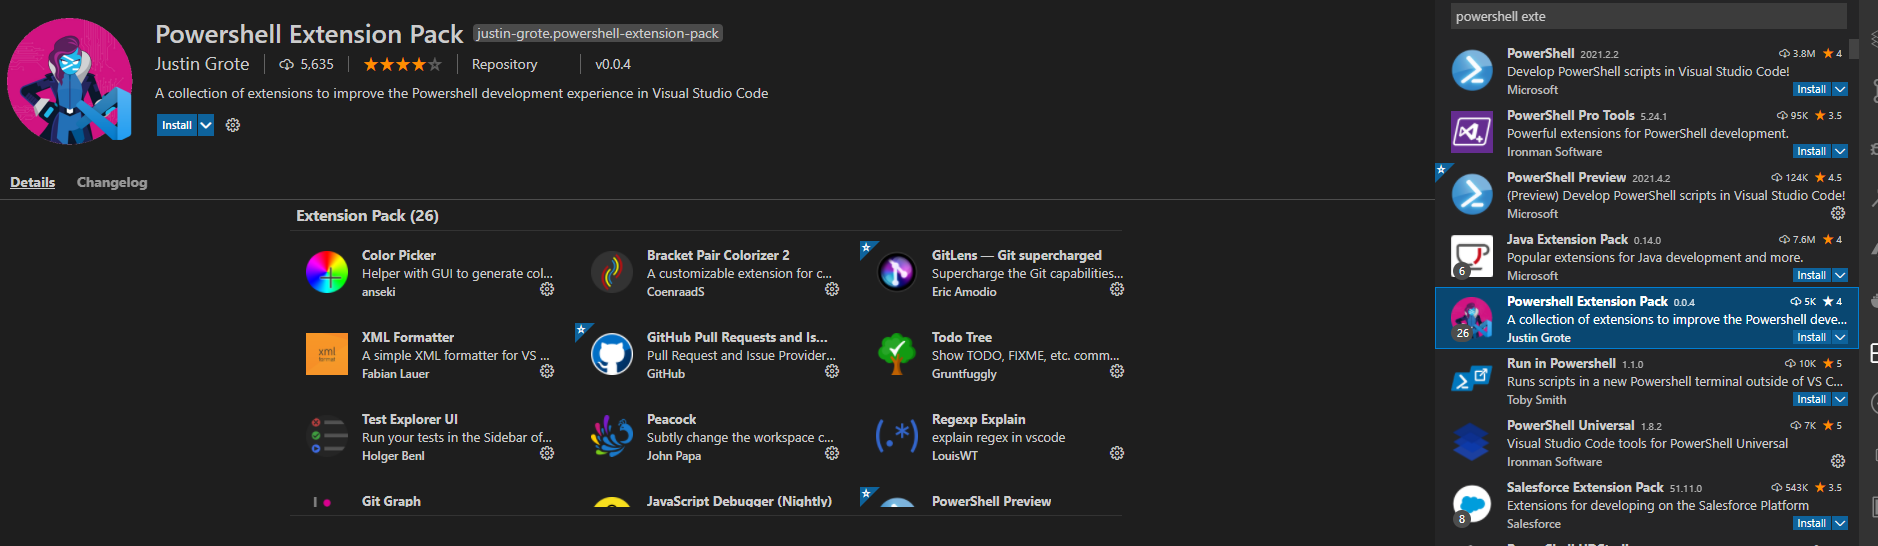 Powershell Extension Pack justin-grote.powershell-extension-pack
Justin Grote 5,635 Repository v0.0.4
A collection of extensions to improve the Powershell development experience in Visual Studio Code
Install
Details Changelog
Extension Pack (26)
Color Picker
Helper with GUI to generate col...
anseki
Bracket Pair Colorizer 2
A customizable extension for c...
CoenraadS
GitLens — Git supercharged
Supercharge the Git capabilities...
Eric Amodio
XML Formatter
A simple XML formatter for VS ...
Fabian Lauer
xml
format
GitHub Pull Requests and Is...
Pull Request and Issue Provider...
GitHub
Todo Tree
Show TODO, FIXME, etc. comm...
Gruntfuggly
Test Explorer UI
Run your tests in the Sidebar of...
Holger Benl
Peacock
Subtly change the workspace c...
John Papa
(.*)
Regexp Explain
explain regex in vscode
LouisWT
Git Graph
JavaScript Debugger (Nightly)
PowerShell Preview
powershell exte
PowerShell 2021.2.2 3.8M 4
Develop PowerShell scripts in Visual Studio Code!
Microsoft Install
PowerShell Pro Tools 5.24.1 95K 3.5
Powerful extensions for PowerShell development.
Ironman Software Install
PowerShell Preview 2021.4.2 124K 4.5
(Preview) Develop PowerShell scripts in Visual Studio Code!
Microsoft
Java Extension Pack 0.14.0 7.6M 4
Popular extensions for Java development and more.
6 Microsoft Install
Powershell Extension Pack 0.0.4 5K 4
A collection of extensions to improve the Powershell deve...
26 Justin Grote Install
Run in Powershell 1.1.0 10K 5
Runs scripts in a new Powershell terminal outside of VS C...
Toby Smith Install
PowerShell Universal 1.8.2 7K 5
Visual Studio Code tools for PowerShell Universal
Ironman Software
Salesforce Extension Pack 51.11.0 543K 3.5
Extensions for developing on the Salesforce Platform
8 Salesforce Install